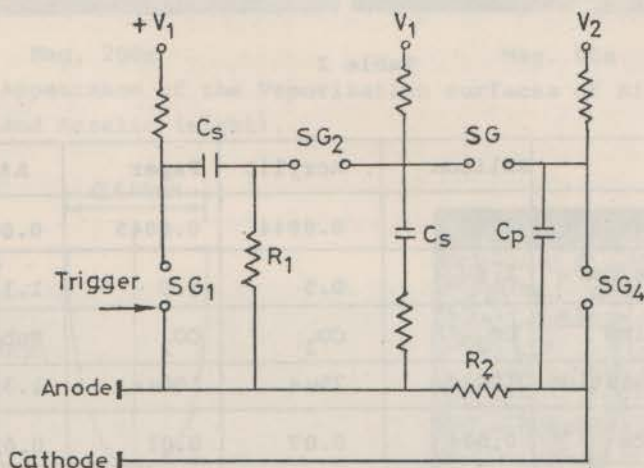 + V₁
V₁
V₂
Cₛ
SG₂
SG
R₁
Cₛ
Cₚ
Trigger
SG₁
SG₄
R₂
Anode
Cathode